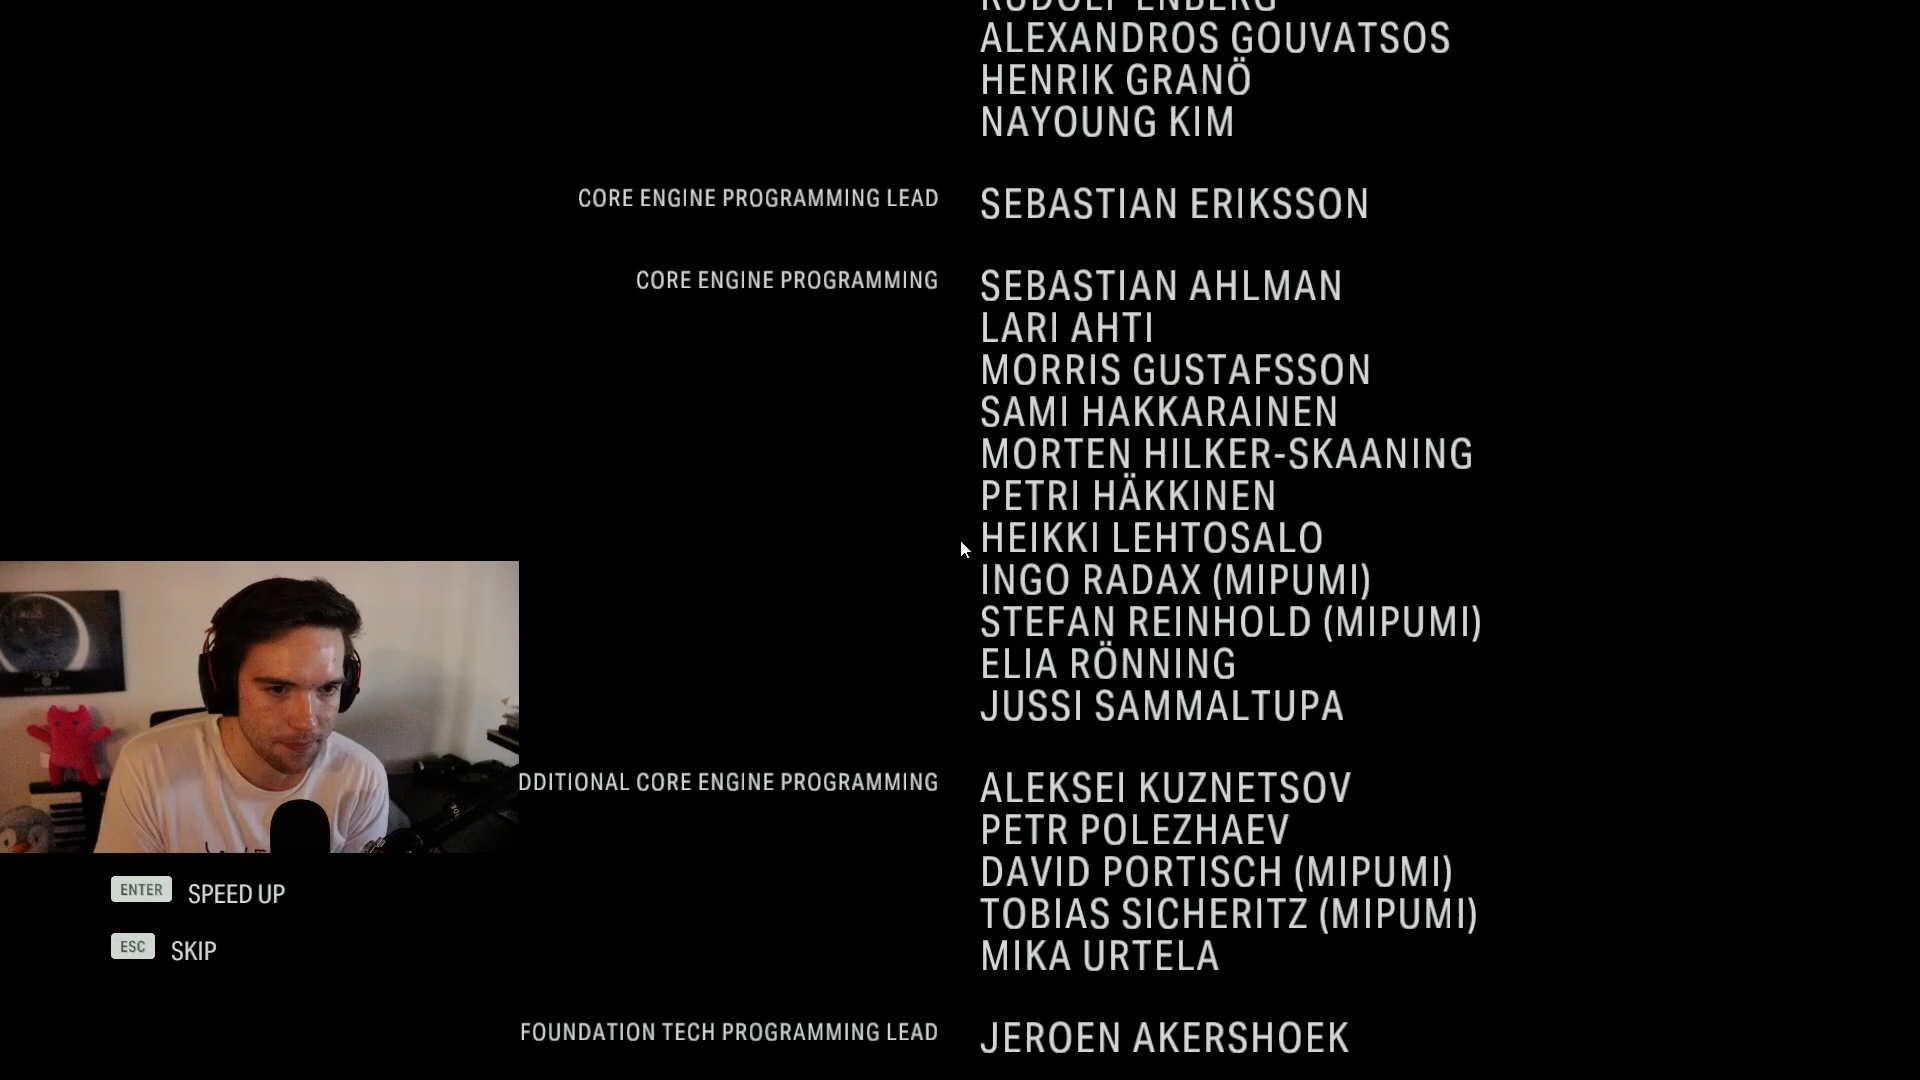 RUDOLF ENBERG
ALEXANDROS GOUVATSOS
HENRIK GRANÖ
NAYOUNG KIM
CORE ENGINE PROGRAMMING LEAD SEBASTIAN ERIKSSON
CORE ENGINE PROGRAMMING SEBASTIAN AHLMAN
LARI AHTI
MORRIS GUSTAFSSON
SAMI HAKKARAINEN
MORTEN HILKER-SKAANING
PETRI HÄKKINEN
HEIKKI LEHTOSALO
INGO RADAX (MIPUMI)
STEFAN REINHOLD (MIPUMI)
ELIA RÖNNING
JUSSI SAMMALTUPA
DDITIONAL CORE ENGINE PROGRAMMING ALEKSEI KUZNETSOV
PETR POLEZHAEV
DAVID PORTISCH (MIPUMI)
TOBIAS SICHERITZ (MIPUMI)
MIKA URTELA
FOUNDATION TECH PROGRAMMING LEAD JEROEN AKERSHOEK
ENTER SPEED UP
ESC SKIP